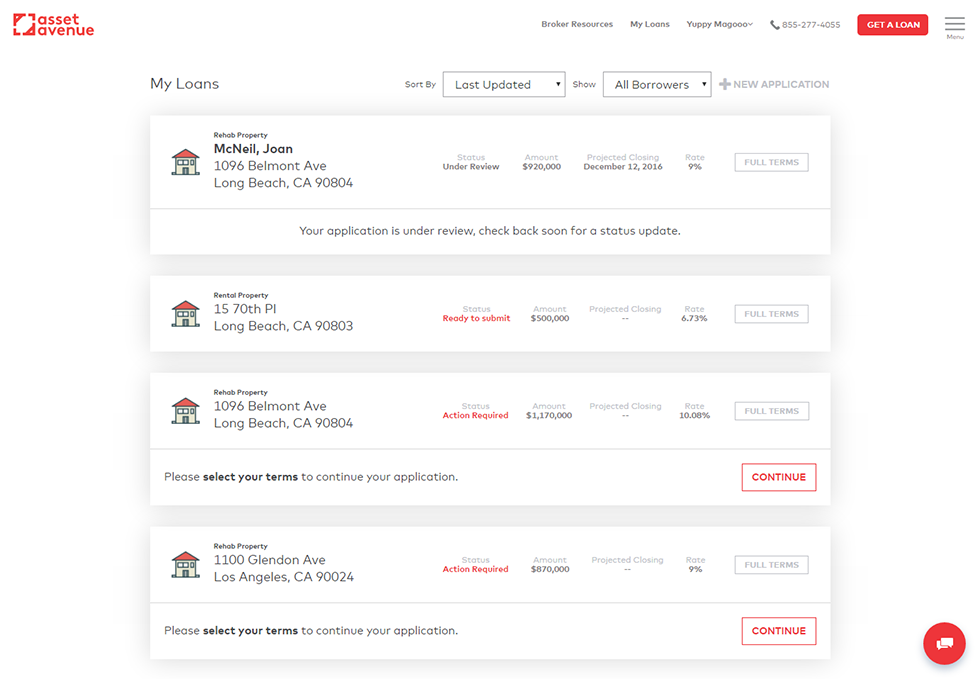 asset
avenue
Broker Resources My Loans Yuppy Magooo 855-277-4055 GET A LOAN
Menu
My Loans
Sort By Last Updated Show All Borrowers NEW APPLICATION
Rehab Property
McNeil, Joan
1096 Belmont Ave
Long Beach, CA 90804
Status Amount Projected Closing Rate
Under Review $920,000 December 12, 2016 9%
FULL TERMS
Your application is under review, check back soon for a status update.
Rental Property
15 70th Pl
Long Beach, CA 90803
Status Amount Projected Closing Rate
Ready to submit $500,000 -- 6.73%
FULL TERMS
Rehab Property
1096 Belmont Ave
Long Beach, CA 90804
Status Amount Projected Closing Rate
Action Required $1,170,000 -- 10.08%
FULL TERMS
Please select your terms to continue your application.
CONTINUE
Rehab Property
1100 Glendon Ave
Los Angeles, CA 90024
Status Amount Projected Closing Rate
Action Required $870,000 -- 9%
FULL TERMS
Please select your terms to continue your application.
CONTINUE